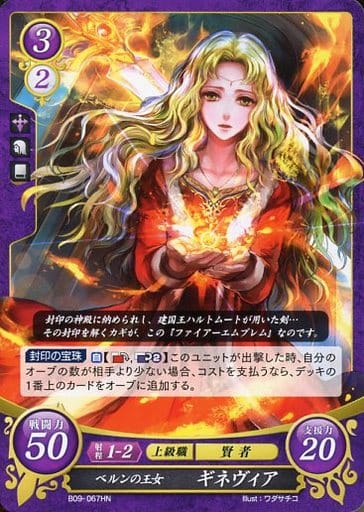 3
2
封印の神殿に納められし、建国王ハルトムートが用いた剣…
その封印を解くカギが、この『ファイアーエムブレム』なのです。
封印の宝珠 自【 、 2】このユニットが出撃した時、自分の
オーブの数が相手より少ない場合、コストを支払うなら、デッキの
1番上のカードをオーブに追加する。
戦闘力
50
射程 1-2 上級職 賢者
支援力
20
ベルンの王女 ギネヴィア
B09-067HN
Illust:ワダサチコ